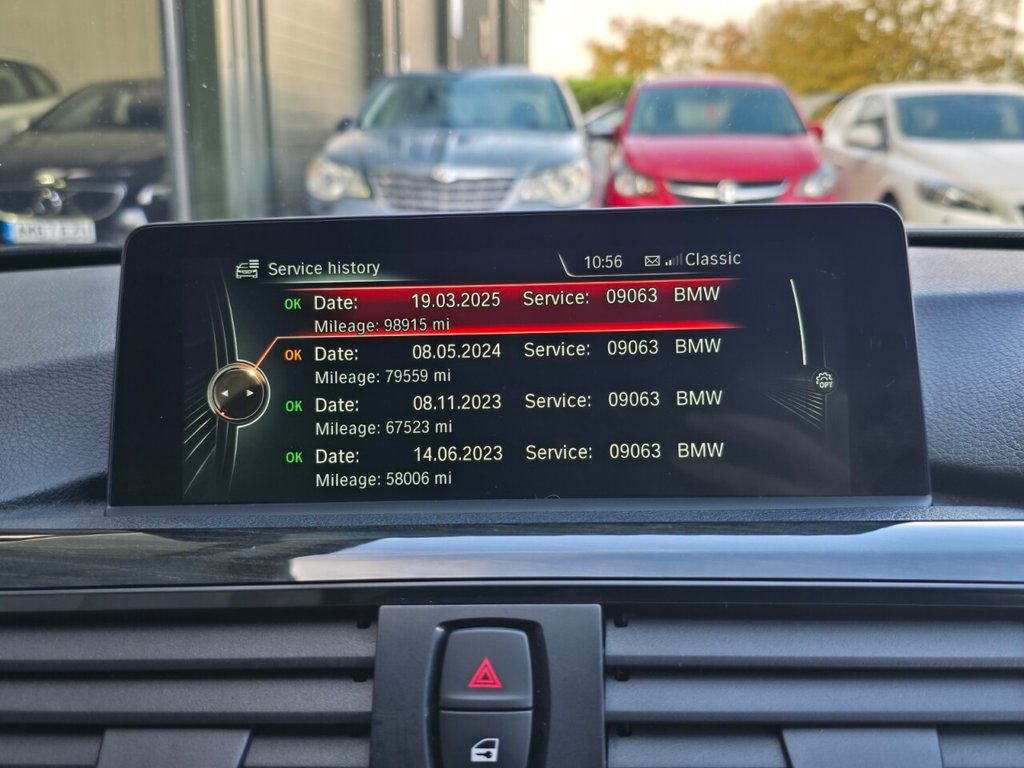 Service history
10:56 Classic
OK Date: 19.03.2025 Service: 09063 BMW
Mileage: 98915 mi
OK Date: 08.05.2024 Service: 09063 BMW
Mileage: 79559 mi
OK Date: 08.11.2023 Service: 09063 BMW
Mileage: 67523 mi
OK Date: 14.06.2023 Service: 09063 BMW
Mileage: 58006 mi
OPT